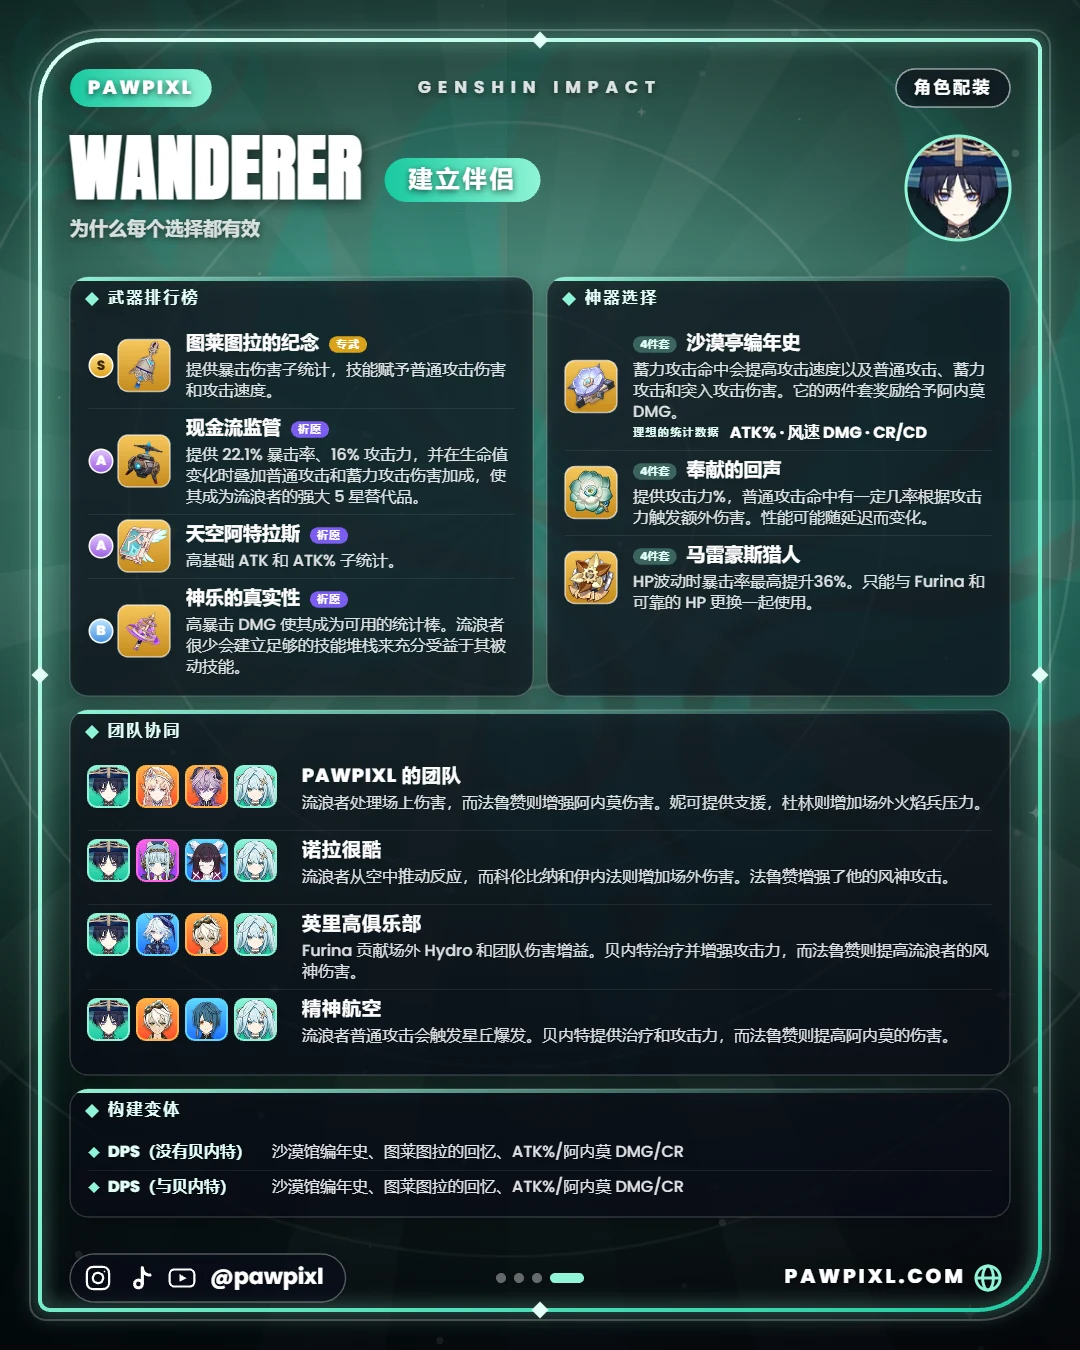 PAWPIXL
GENSHIN IMPACT
角色配装
WANDERER
建立伴侣
为什么每个选择都有效
武器排行榜
S
图莱图拉的纪念 专武
提供暴击伤害子统计，技能赋予普通攻击伤害
和攻击速度。
A
现金流监管 祈愿
提供 22.1% 暴击率、16% 攻击力，并在生命值
变化时叠加普通攻击和蓄力攻击伤害加成，使
其成为流浪者的强大 5 星替代品。
A
天空阿特拉斯 祈愿
高基础 ATK 和 ATK% 子统计。
B
神乐的真实性 祈愿
高暴击 DMG 使其成为可用的统计棒。流浪者
很少会建立足够的技能堆栈来充分受益于其被
动技能。
神器选择
4件套 沙漠亭编年史
蓄力攻击命中会提高攻击速度以及普通攻击、蓄力
攻击和突入攻击伤害。它的两件套奖励给予阿内莫
DMG。
理想的统计数据 ATK% · 风速 DMG · CR/CD
4件套 奉献的回声
提供攻击力%，普通攻击命中有一定几率根据攻击
力触发额外伤害。性能可能随延迟而变化。
4件套 马雷豪斯猎人
HP波动时暴击率最高提升36%。只能与 Furina 和
可靠的 HP 更换一起使用。
团队协同
PAWPIXL 的团队
流浪者处理场上伤害，而法鲁赞则增强阿内莫伤害。妮可提供支援，杜林则增加场外火焰兵压力。
诺拉很酷
流浪者从空中推动反应，而科伦比纳和伊内法则增加场外伤害。法鲁赞增强了他的风神攻击。
英里高俱乐部
Furina 贡献场外 Hydro 和团队伤害增益。贝内特治疗并增强攻击力，而法鲁赞则提高流浪者的风
神伤害。
精神航空
流浪者普通攻击会触发星丘爆发。贝内特提供治疗和攻击力，而法鲁赞则提高阿内莫的伤害。
构建变体
DPS（没有贝内特） 沙漠馆编年史、图莱图拉的回忆、ATK%/阿内莫 DMG/CR
DPS（与贝内特） 沙漠馆编年史、图莱图拉的回忆、ATK%/阿内莫 DMG/CR
@pawpixl
PAWPIXL.COM